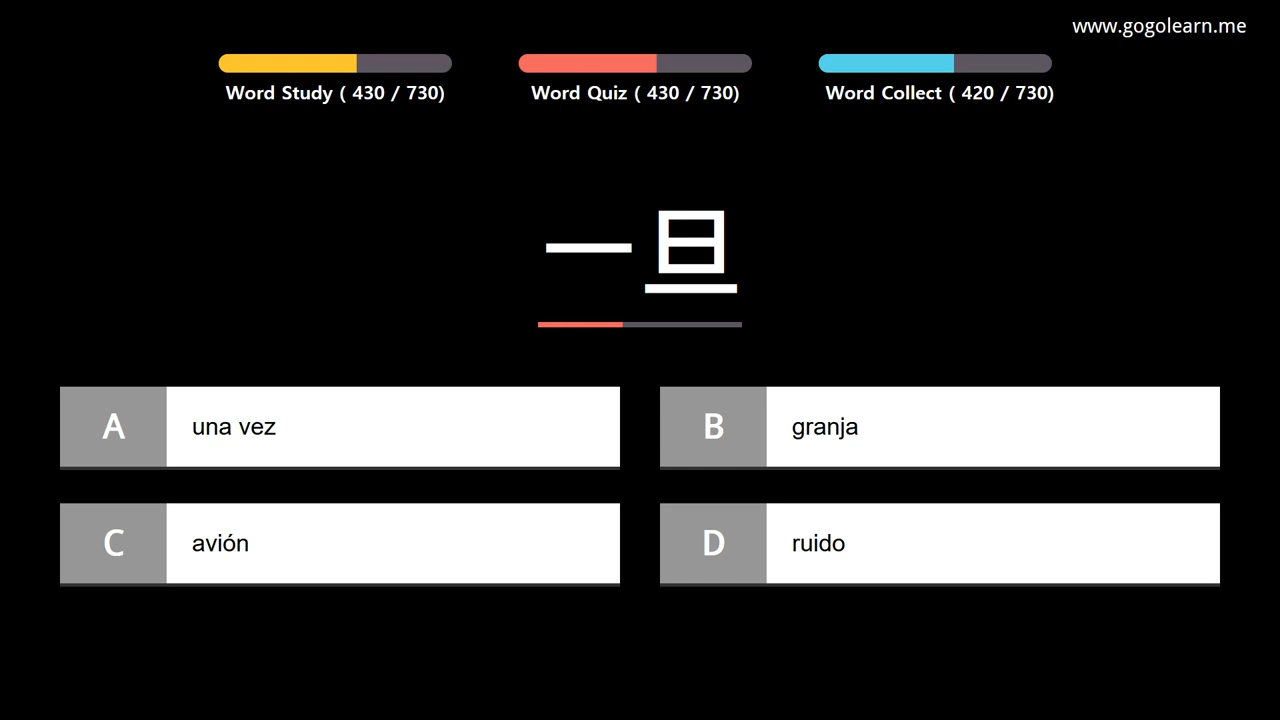 www.gogolearn.me
Word Study ( 430 / 730)
Word Quiz ( 430 / 730)
Word Collect ( 420 / 730)
一旦
A una vez
B granja
C avión
D ruido